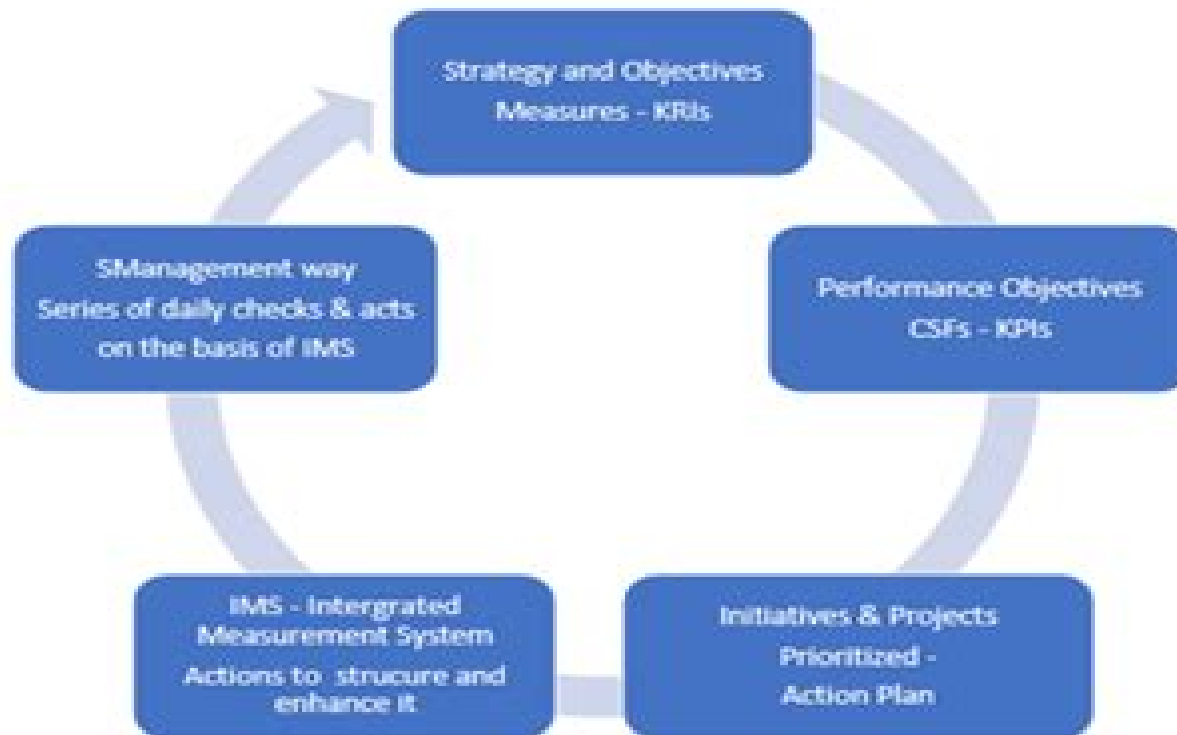 Strategy and Objectives
Measures - KRIs
Performance Objectives
CSFs - KPIs
Initiatives & Projects
Prioritized -
Action Plan
IMS - Intergrated
Measurement System
Actions to strucure and
enhance it
SManagement way
Series of daily checks & acts
on the basis of IMS